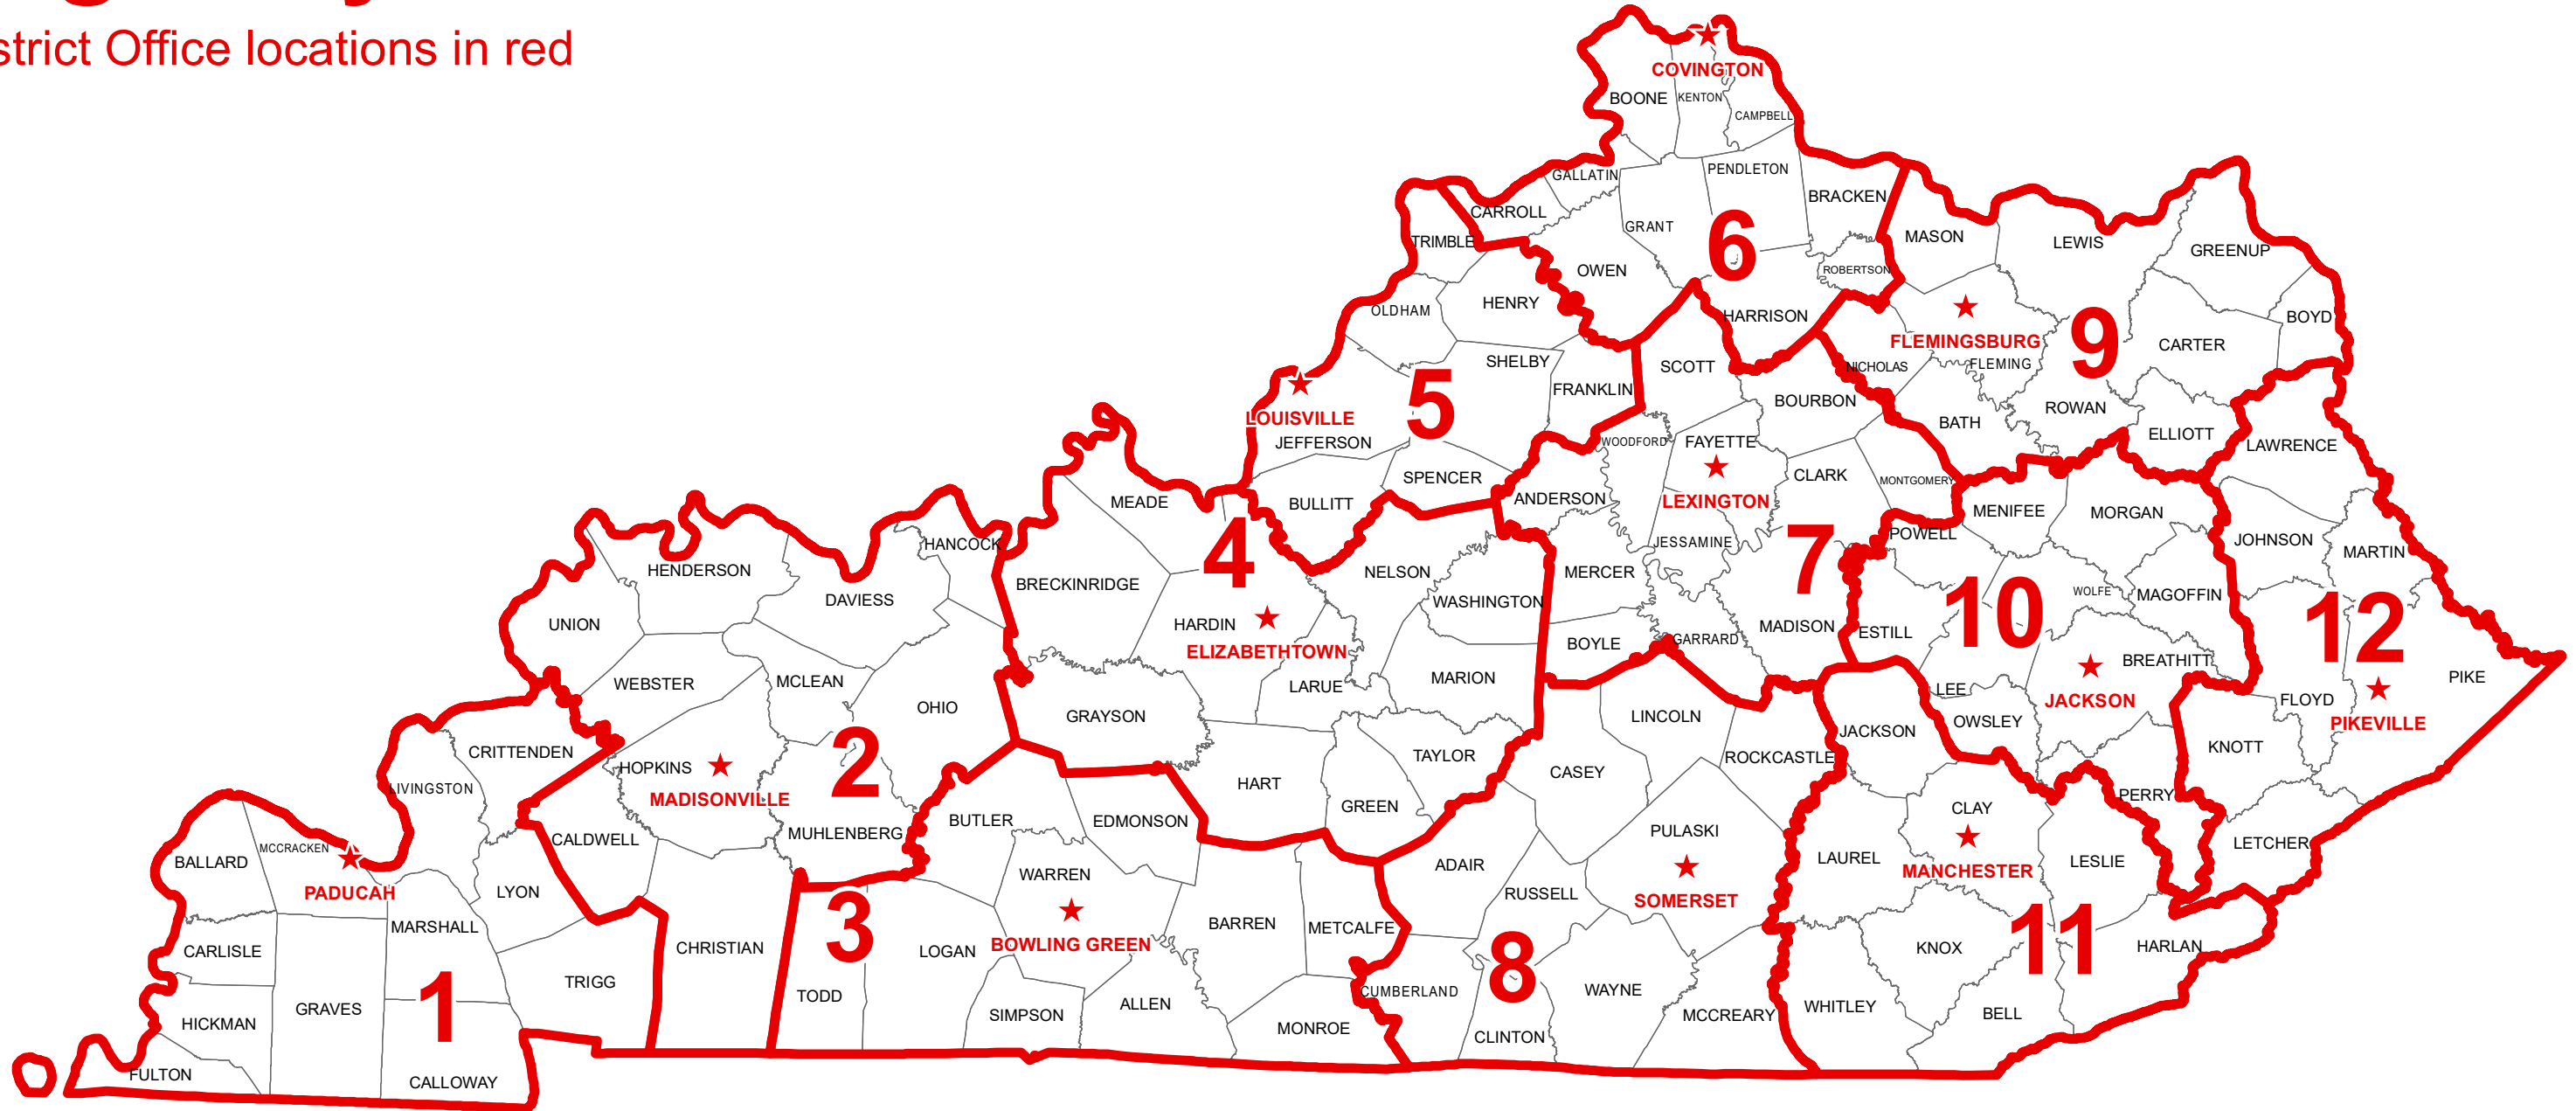 strict Office locations in red
COVINGTON
BOONE
KENTON
CAMPBELL
PENDLETON
GALLATIN
BRACKEN
CARROLL
GRANT
6
TRIMBLE
OWEN
ROBERTSON
HARRISON
MASON
LEWIS
GREENUP
FLEMINGSBURG
FLEMING
9
BOYD
CARTER
NICHOLAS
ROWAN
BATH
ELLIOTT
OLDHAM
HENRY
SHELBY
FRANKLIN
5
LOUISVILLE
JEFFERSON
SPENCER
BULLITT
SCOTT
BOURBON
WOODFORD
FAYETTE
LEXINGTON
CLARK
MONTGOMERY
ANDERSON
JESSAMINE
7
MERCER
MADISON
BOYLE
GARRARD
LAWRENCE
JOHNSON
MARTIN
12
FLOYD
PIKE
PIKEVILLE
KNOTT
LETCHER
MENIFEE
MORGAN
POWELL
10
WOLFE
MAGOFFIN
ESTILL
BREATHITT
LEE
JACKSON
OWSLEY
PERRY
MEADE
4
BRECKINRIDGE
HARDIN
ELIZABETHTOWN
NELSON
WASHINGTON
LARUE
MARION
GRAYSON
TAYLOR
HART
GREEN
HANCOCK
HENDERSON
DAVIESS
UNION
WEBSTER
MCLEAN
OHIO
2
HOPKINS
MADISONVILLE
MUHLENBERG
CALDWELL
CHRISTIAN
CRITTENDEN
LIVINGSTON
BALLARD
MCCRACKEN
PADUCAH
LYON
MARSHALL
CARLISLE
TRIGG
HICKMAN
GRAVES
1
FULTON
CALLOWAY
BUTLER
EDMONSON
WARREN
3
LOGAN
BOWLING GREEN
BARREN
METCALFE
TODD
SIMPSON
ALLEN
MONROE
LINCOLN
ROCKCASTLE
CASEY
PULASKI
ADAIR
RUSSELL
SOMERSET
8
CUMBERLAND
WAYNE
CLINTON
MCCREARY
JACKSON
CLAY
LAUREL
MANCHESTER
LESLIE
KNOX
11
HARLAN
WHITLEY
BELL